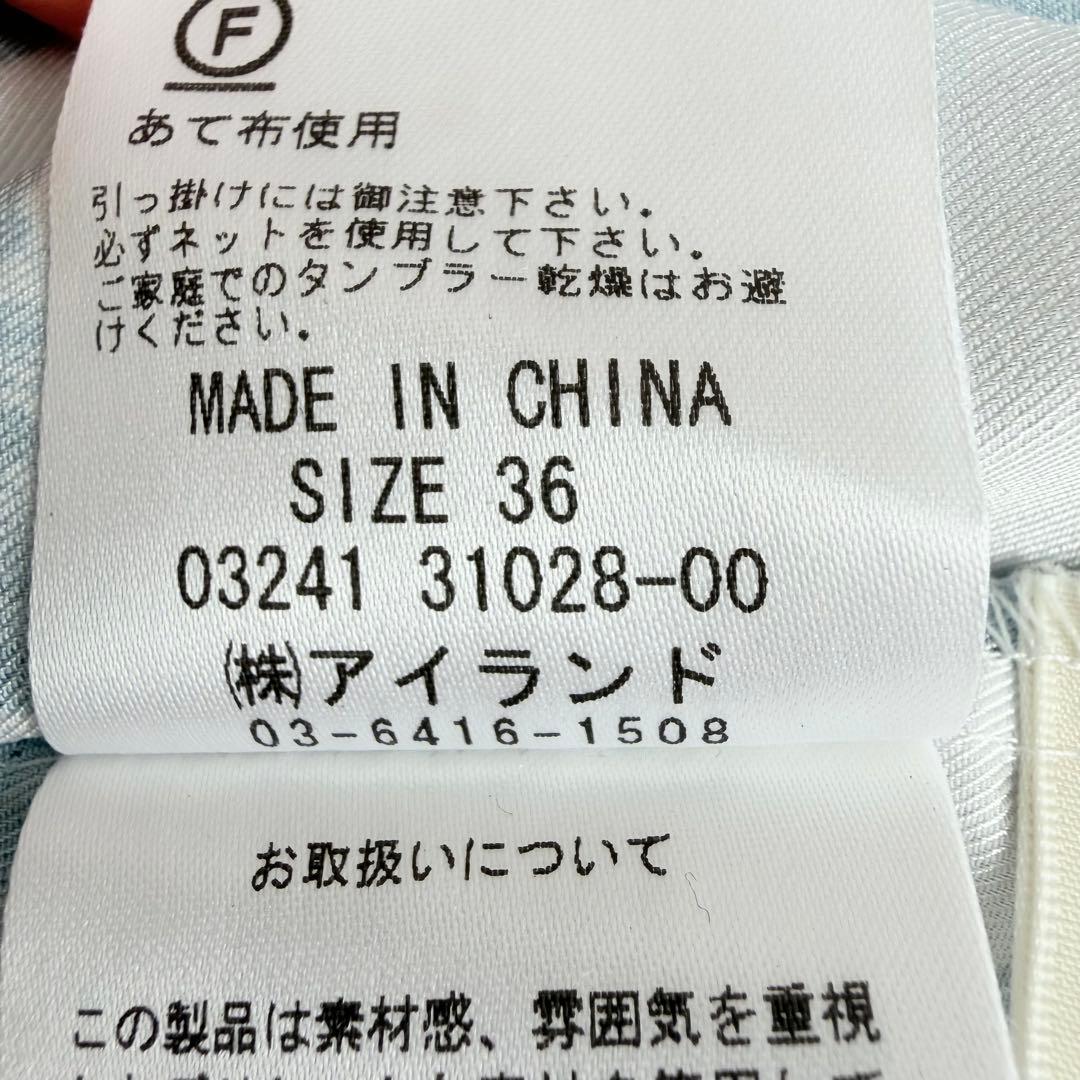 F
あて布使用
引っ掛けには御注意下さい。
必ずネットを使用して下さい。
ご家庭でのタンブラー乾燥はお避
けください。
MADE IN CHINA
SIZE 36
03241 31028-00
㈱アイランド
03-6416-1508
お取扱いについて
この製品は素材感、雰囲気を重視